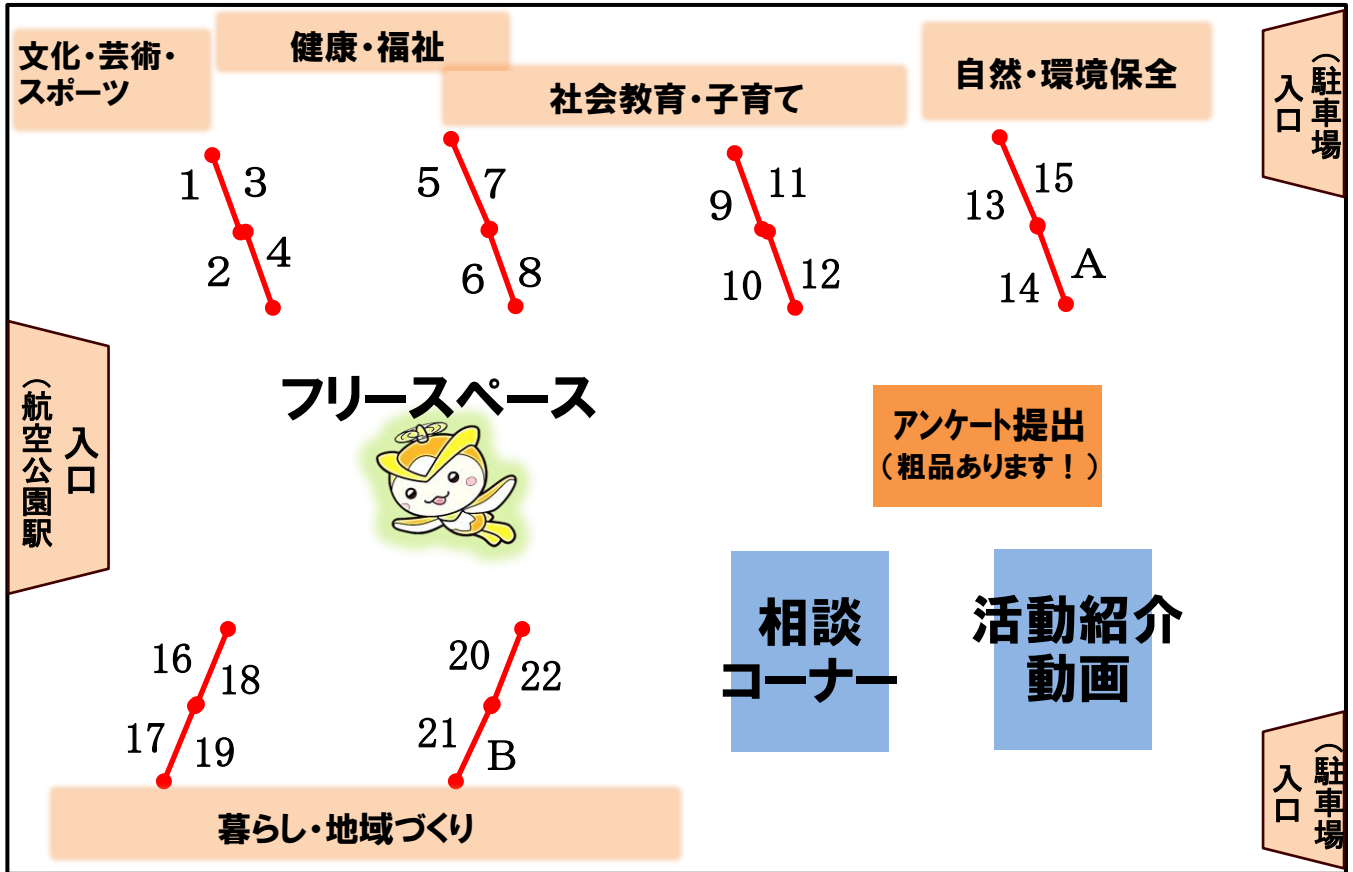 文化・芸術・
スポーツ
健康・福祉
社会教育・子育て
自然・環境保全
(駐車場
入口
1
3
2
4
5
7
6
8
9
11
10
12
13
15
14
A
(航空公園駅
入口
フリースペース
アンケート提出
(粗品あります!)
相談
コーナー
活動紹介
動画
16
18
17
19
20
22
21
B
暮らし・地域づくり
(駐車場
入口